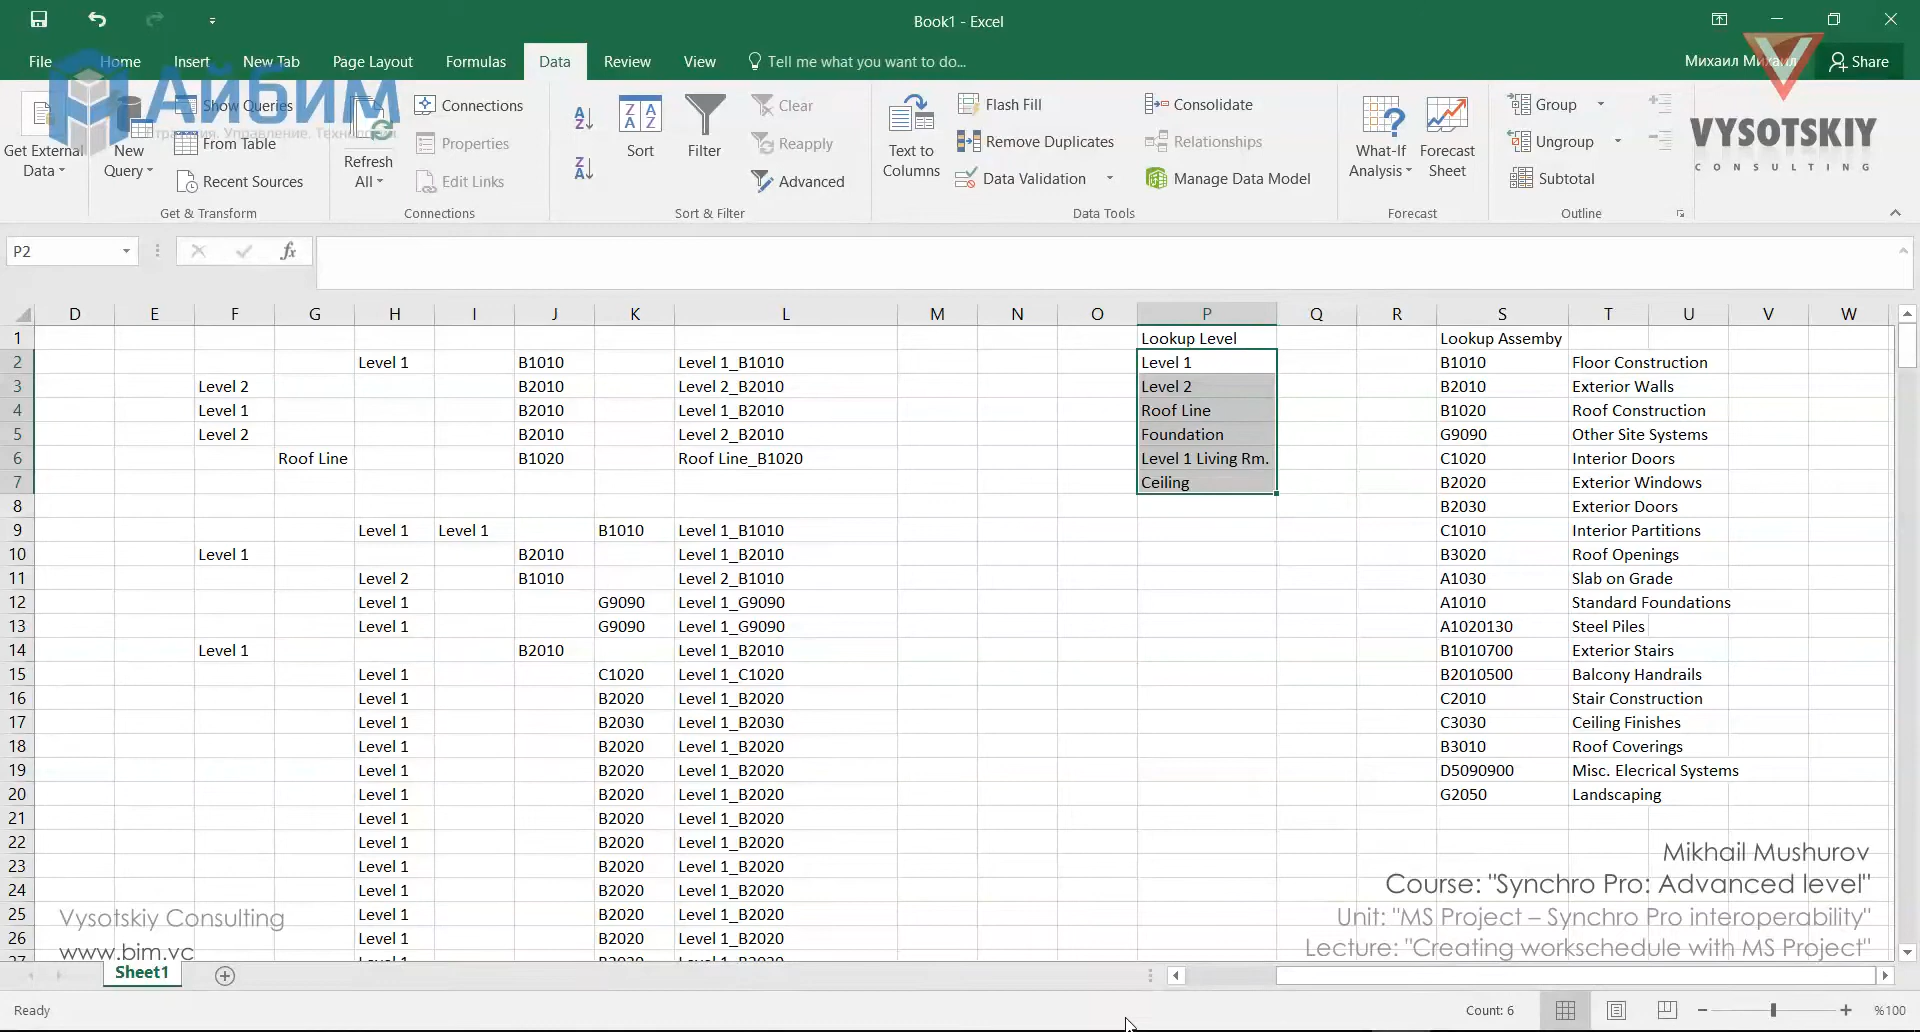 Book1 - Excel
File Home Insert New Tab Page Layout Formulas Data Review View Tell me what you want to do...
Михаил Михаил Share
Айбим
Управление.
Get External Data
New Query
Show Queries
From Table
Recent Sources
Get & Transform
Refresh All
Connections
Properties
Edit Links
Connections
Sort
Filter
Clear
Reapply
Advanced
Sort & Filter
Text to Columns
Flash Fill
Remove Duplicates
Data Validation
Consolidate
Relationships
Manage Data Model
Data Tools
What-If Analysis
Forecast Sheet
Forecast
Group
Ungroup
Subtotal
Outline
VYSOTSKIY
CONSULTING
P2 fx
D E F G H I J K L M N O P Q R S T U V W
1 Lookup Level Lookup Assemby
2 Level 1 B1010 Level 1_B1010 Level 1 B1010 Floor Construction
3 Level 2 B2010 Level 2_B2010 Level 2 B2010 Exterior Walls
4 Level 1 B2010 Level 1_B2010 Roof Line B1020 Roof Construction
5 Level 2 B2010 Level 2_B2010 Foundation G9090 Other Site Systems
6 Roof Line B1020 Roof Line_B1020 Level 1 Living Rm. C1020 Interior Doors
7 Ceiling B2020 Exterior Windows
8 B2030 Exterior Doors
9 Level 1 Level 1 B1010 Level 1_B1010 C1010 Interior Partitions
10 Level 1 B2010 Level 1_B2010 B3020 Roof Openings
11 Level 2 B1010 Level 2_B1010 A1030 Slab on Grade
12 Level 1 G9090 Level 1_G9090 A1010 Standard Foundations
13 Level 1 G9090 Level 1_G9090 A1020130 Steel Piles
14 Level 1 B2010 Level 1_B2010 B1010700 Exterior Stairs
15 Level 1 C1020 Level 1_C1020 B2010500 Balcony Handrails
16 Level 1 B2020 Level 1_B2020 C2010 Stair Construction
17 Level 1 B2030 Level 1_B2030 C3030 Ceiling Finishes
18 Level 1 B2020 Level 1_B2020 B3010 Roof Coverings
19 Level 1 B2020 Level 1_B2020 D5090900 Misc. Elecrical Systems
20 Level 1 B2020 Level 1_B2020 G2050 Landscaping
21 Level 1 B2020 Level 1_B2020
22 Level 1 B2020 Level 1_B2020
23 Level 1 B2020 Level 1_B2020
24 Level 1 B2020 Level 1_B2020
25 Level 1 B2020 Level 1_B2020
26 Level 1 B2020 Level 1_B2020
Mikhail Mushurov
Course: "Synchro Pro: Advanced level"
Unit: "MS Project – Synchro Pro interoperability"
Lecture: "Creating workschedule with MS Project"
Vysotskiy Consulting
www.bim.vc
Sheet1
Ready Count: 6 %100